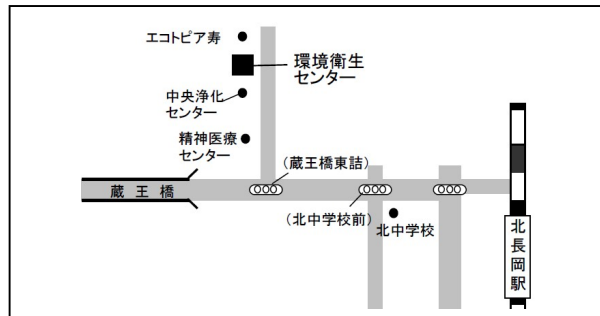 エコトピア寿
環境衛生
センター
中央浄化
センター
精神医療
センター
(蔵王橋東詰)
蔵王橋
(北中学校前)
北中学校
北長岡駅